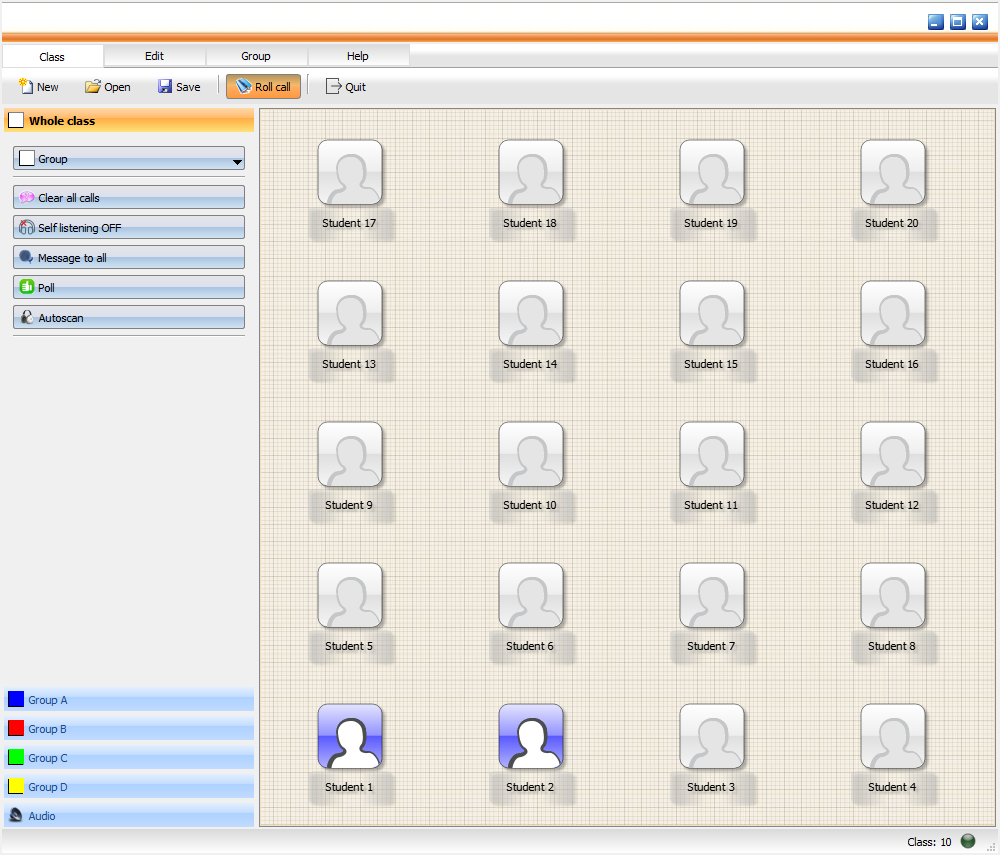 Class Edit Group Help
New Open Save Roll call Quit
Whole class
Group
Clear all calls
Self listening OFF
Message to all
Poll
Autoscan
Group A
Group B
Group C
Group D
Audio
Student 17 Student 18 Student 19 Student 20
Student 13 Student 14 Student 15 Student 16
Student 9 Student 10 Student 11 Student 12
Student 5 Student 6 Student 7 Student 8
Student 1 Student 2 Student 3 Student 4
Class: 10